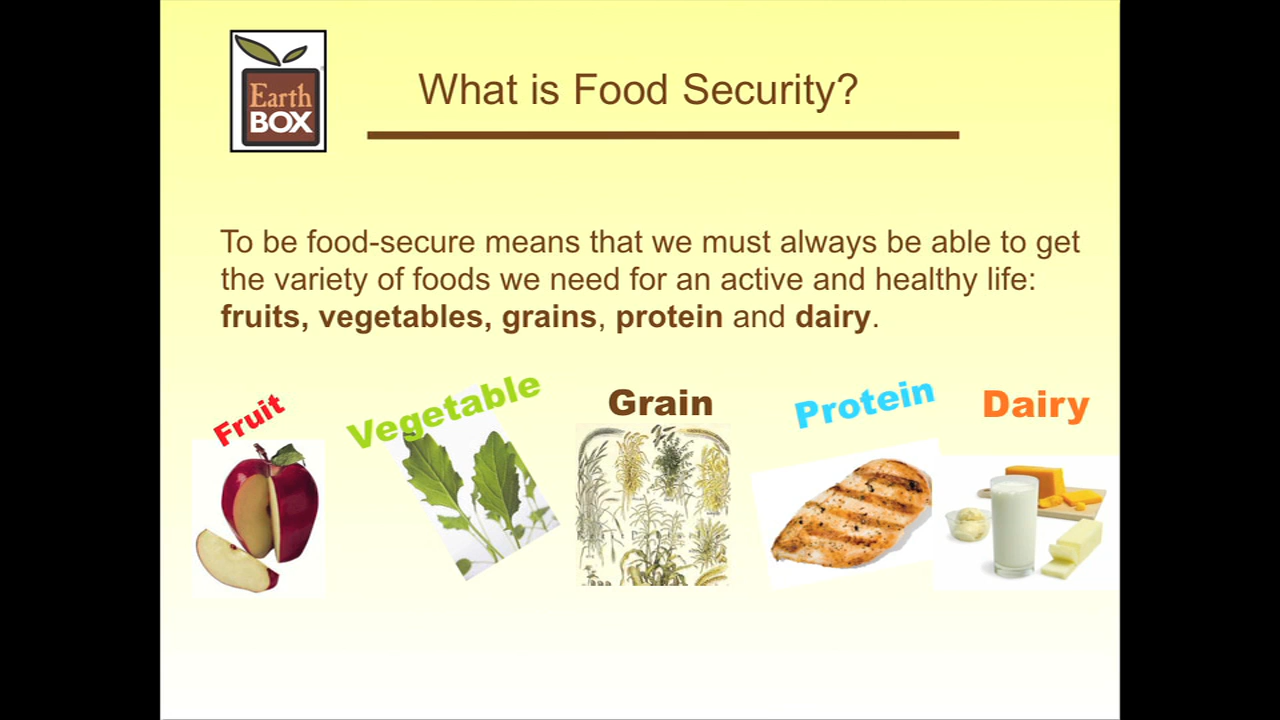 Earth
BOX
What is Food Security?
To be food-secure means that we must always be able to get
the variety of foods we need for an active and healthy life:
fruits, vegetables, grains, protein and dairy.
Fruit
Vegetable
Grain
Protein
Dairy